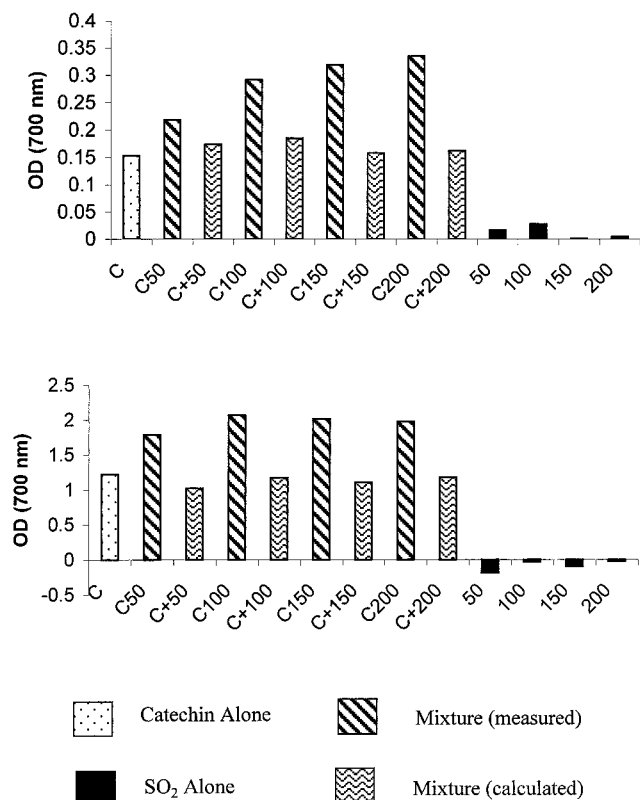 0.4
0.35
0.3
0.25
0.2
0.15
0.1
0.05
0
OD (700 nm)
C
C50
C+50
C100
C+100
C150
C+150
C200
C+200
50
100
150
200
2.5
2
1.5
1
0.5
0
-0.5
OD (700 nm)
C
C50
C+50
C100
C+100
C150
C+150
C200
C+200
50
100
150
200
Catechin Alone
Mixture (measured)
SO₂ Alone
Mixture (calculated)